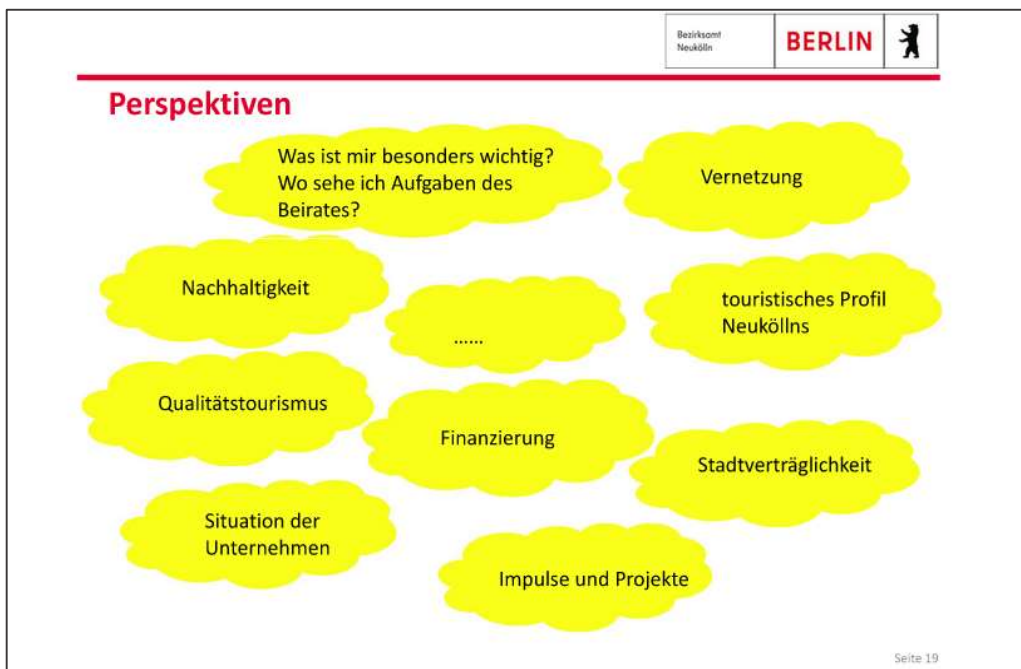 Bezirksamt
Neukölln
BERLIN
Perspektiven
Was ist mir besonders wichtig?
Wo sehe ich Aufgaben des
Beirates?
Vernetzung
Nachhaltigkeit
......
touristisches Profil
Neuköllns
Qualitätstourismus
Finanzierung
Stadtverträglichkeit
Situation der
Unternehmen
Impulse und Projekte
Seite 19